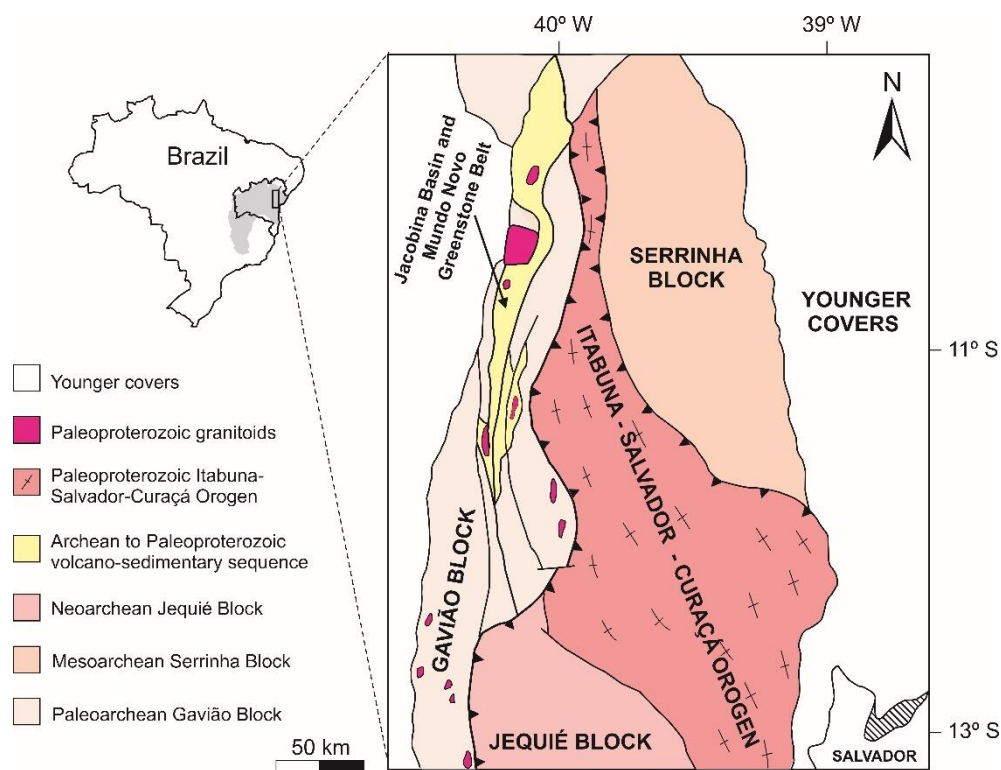 40º W
39º W
Brazil
N
Jacobina Basin and
Mundo Novo
Greenstone Belt
SERRINHA
BLOCK
YOUNGER
COVERS
11º S
ITABUNA - SALVADOR - CURAÇÁ OROGEN
GAVIÃO BLOCK
JEQUIÉ BLOCK
13º S
SALVADOR
Younger covers
Paleoproterozoic granitoids
Paleoproterozoic Itabuna-
Salvador-Curaçá Orogen
Archean to Paleoproterozoic
volcano-sedimentary sequence
Neoarchean Jequié Block
Mesoarchean Serrinha Block
Paleoarchean Gavião Block
50 km